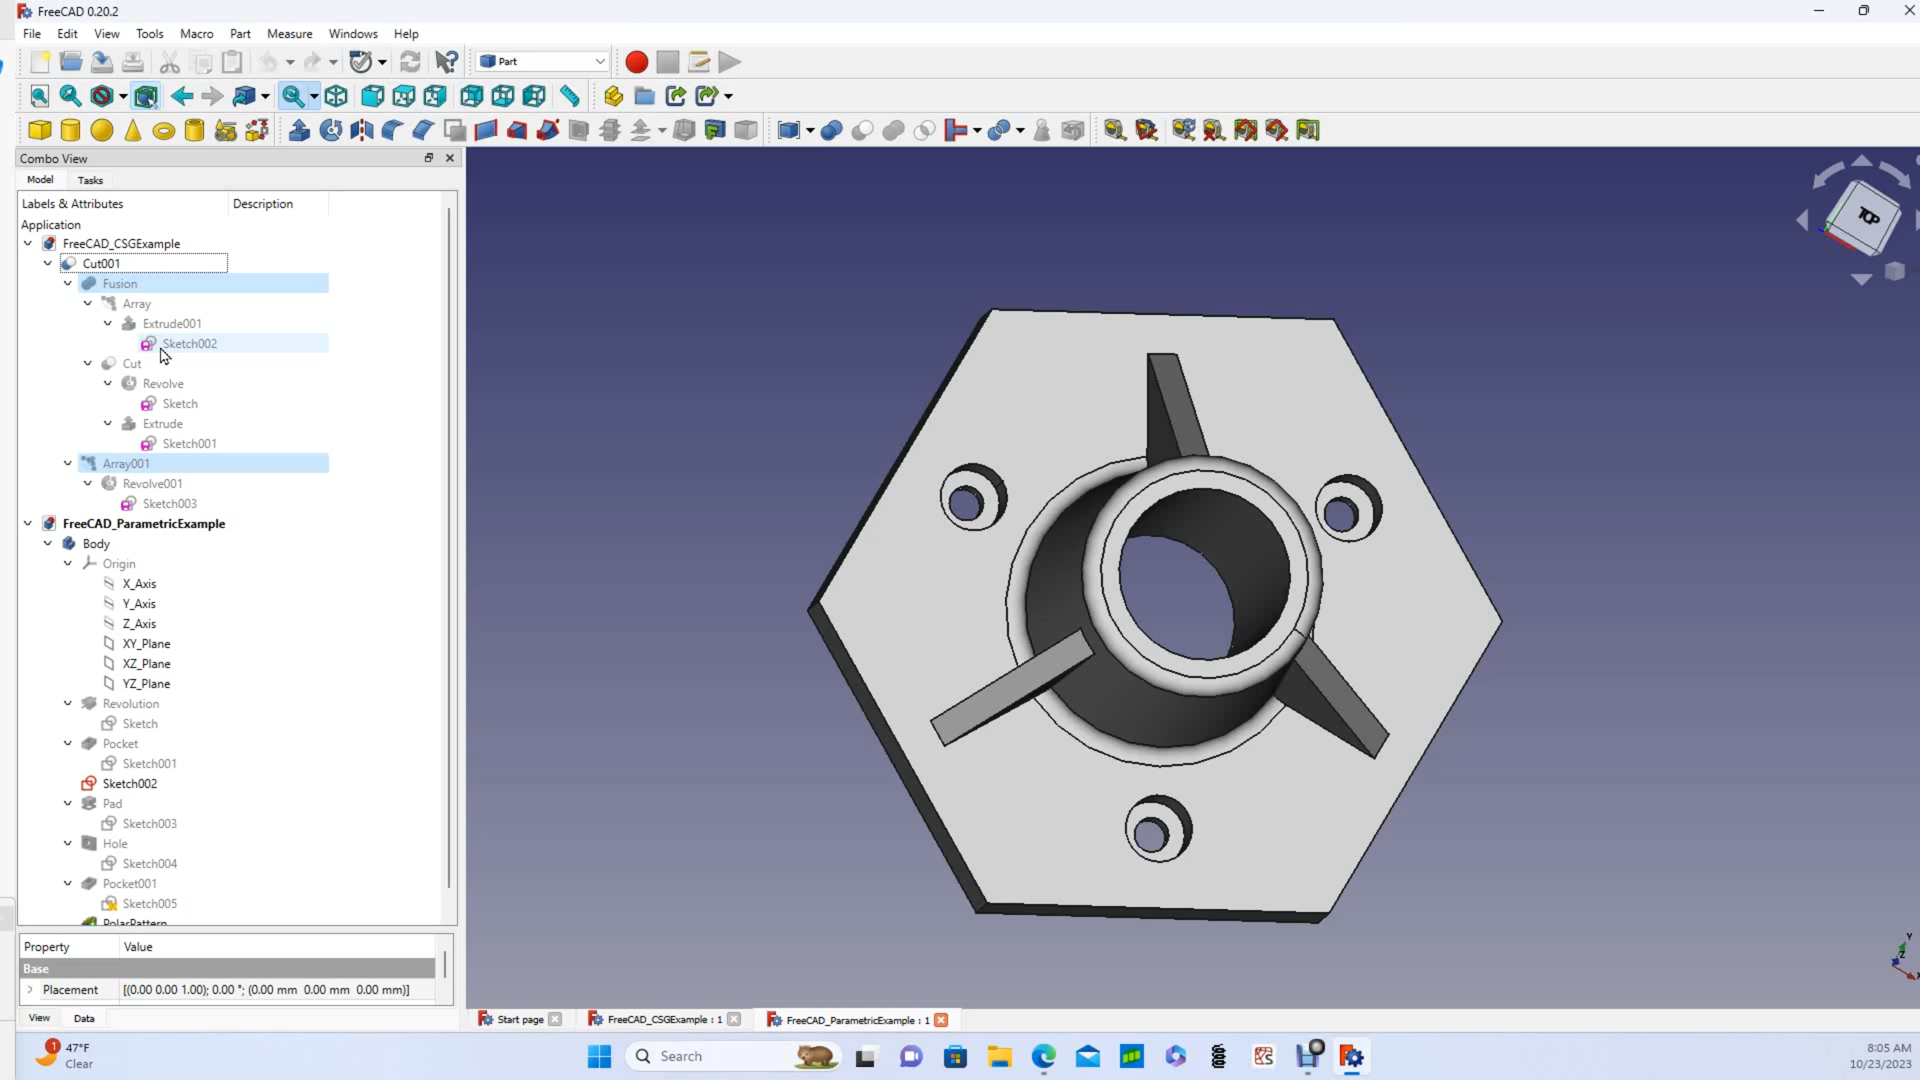 FreeCAD 0.20.2
File Edit View Tools Macro Part Measure Windows Help
Part
Combo View
Model Tasks
Labels & Attributes Description
Application
FreeCAD_CSGExample
Cut001
Fusion
Array
Extrude001
Sketch002
Cut
Revolve
Sketch
Extrude
Sketch001
Array001
Revolve001
Sketch003
FreeCAD_ParametricExample
Body
Origin
X_Axis
Y_Axis
Z_Axis
XY_Plane
XZ_Plane
YZ_Plane
Revolution
Sketch
Pocket
Sketch001
Sketch002
Pad
Sketch003
Hole
Sketch004
Pocket001
Sketch005
PolarPattern
TOP
Y
Z
X
Property Value
Base
Placement [(0.00 0.00 1.00); 0.00 °; (0.00 mm 0.00 mm 0.00 mm)]
View Data
Start page FreeCAD_CSGExample : 1 FreeCAD_ParametricExample : 1
1
47°F
Clear
Search
8:05 AM
10/23/2023